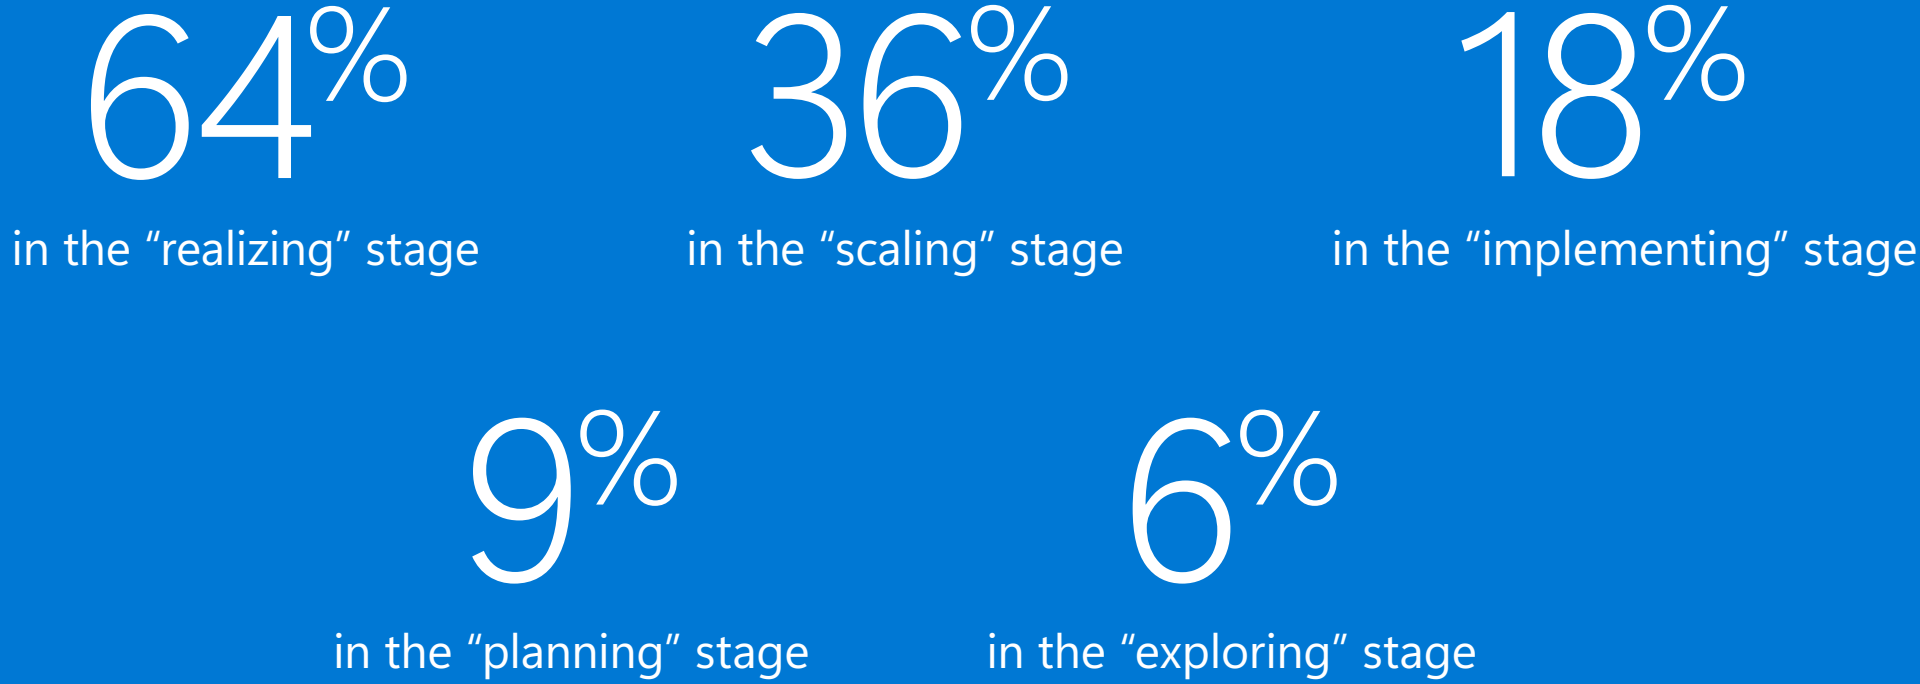 64% 36% 18%
in the “realizing” stage in the “scaling” stage in the “implementing” stage
9% 6%
in the “planning” stage in the “exploring” stage